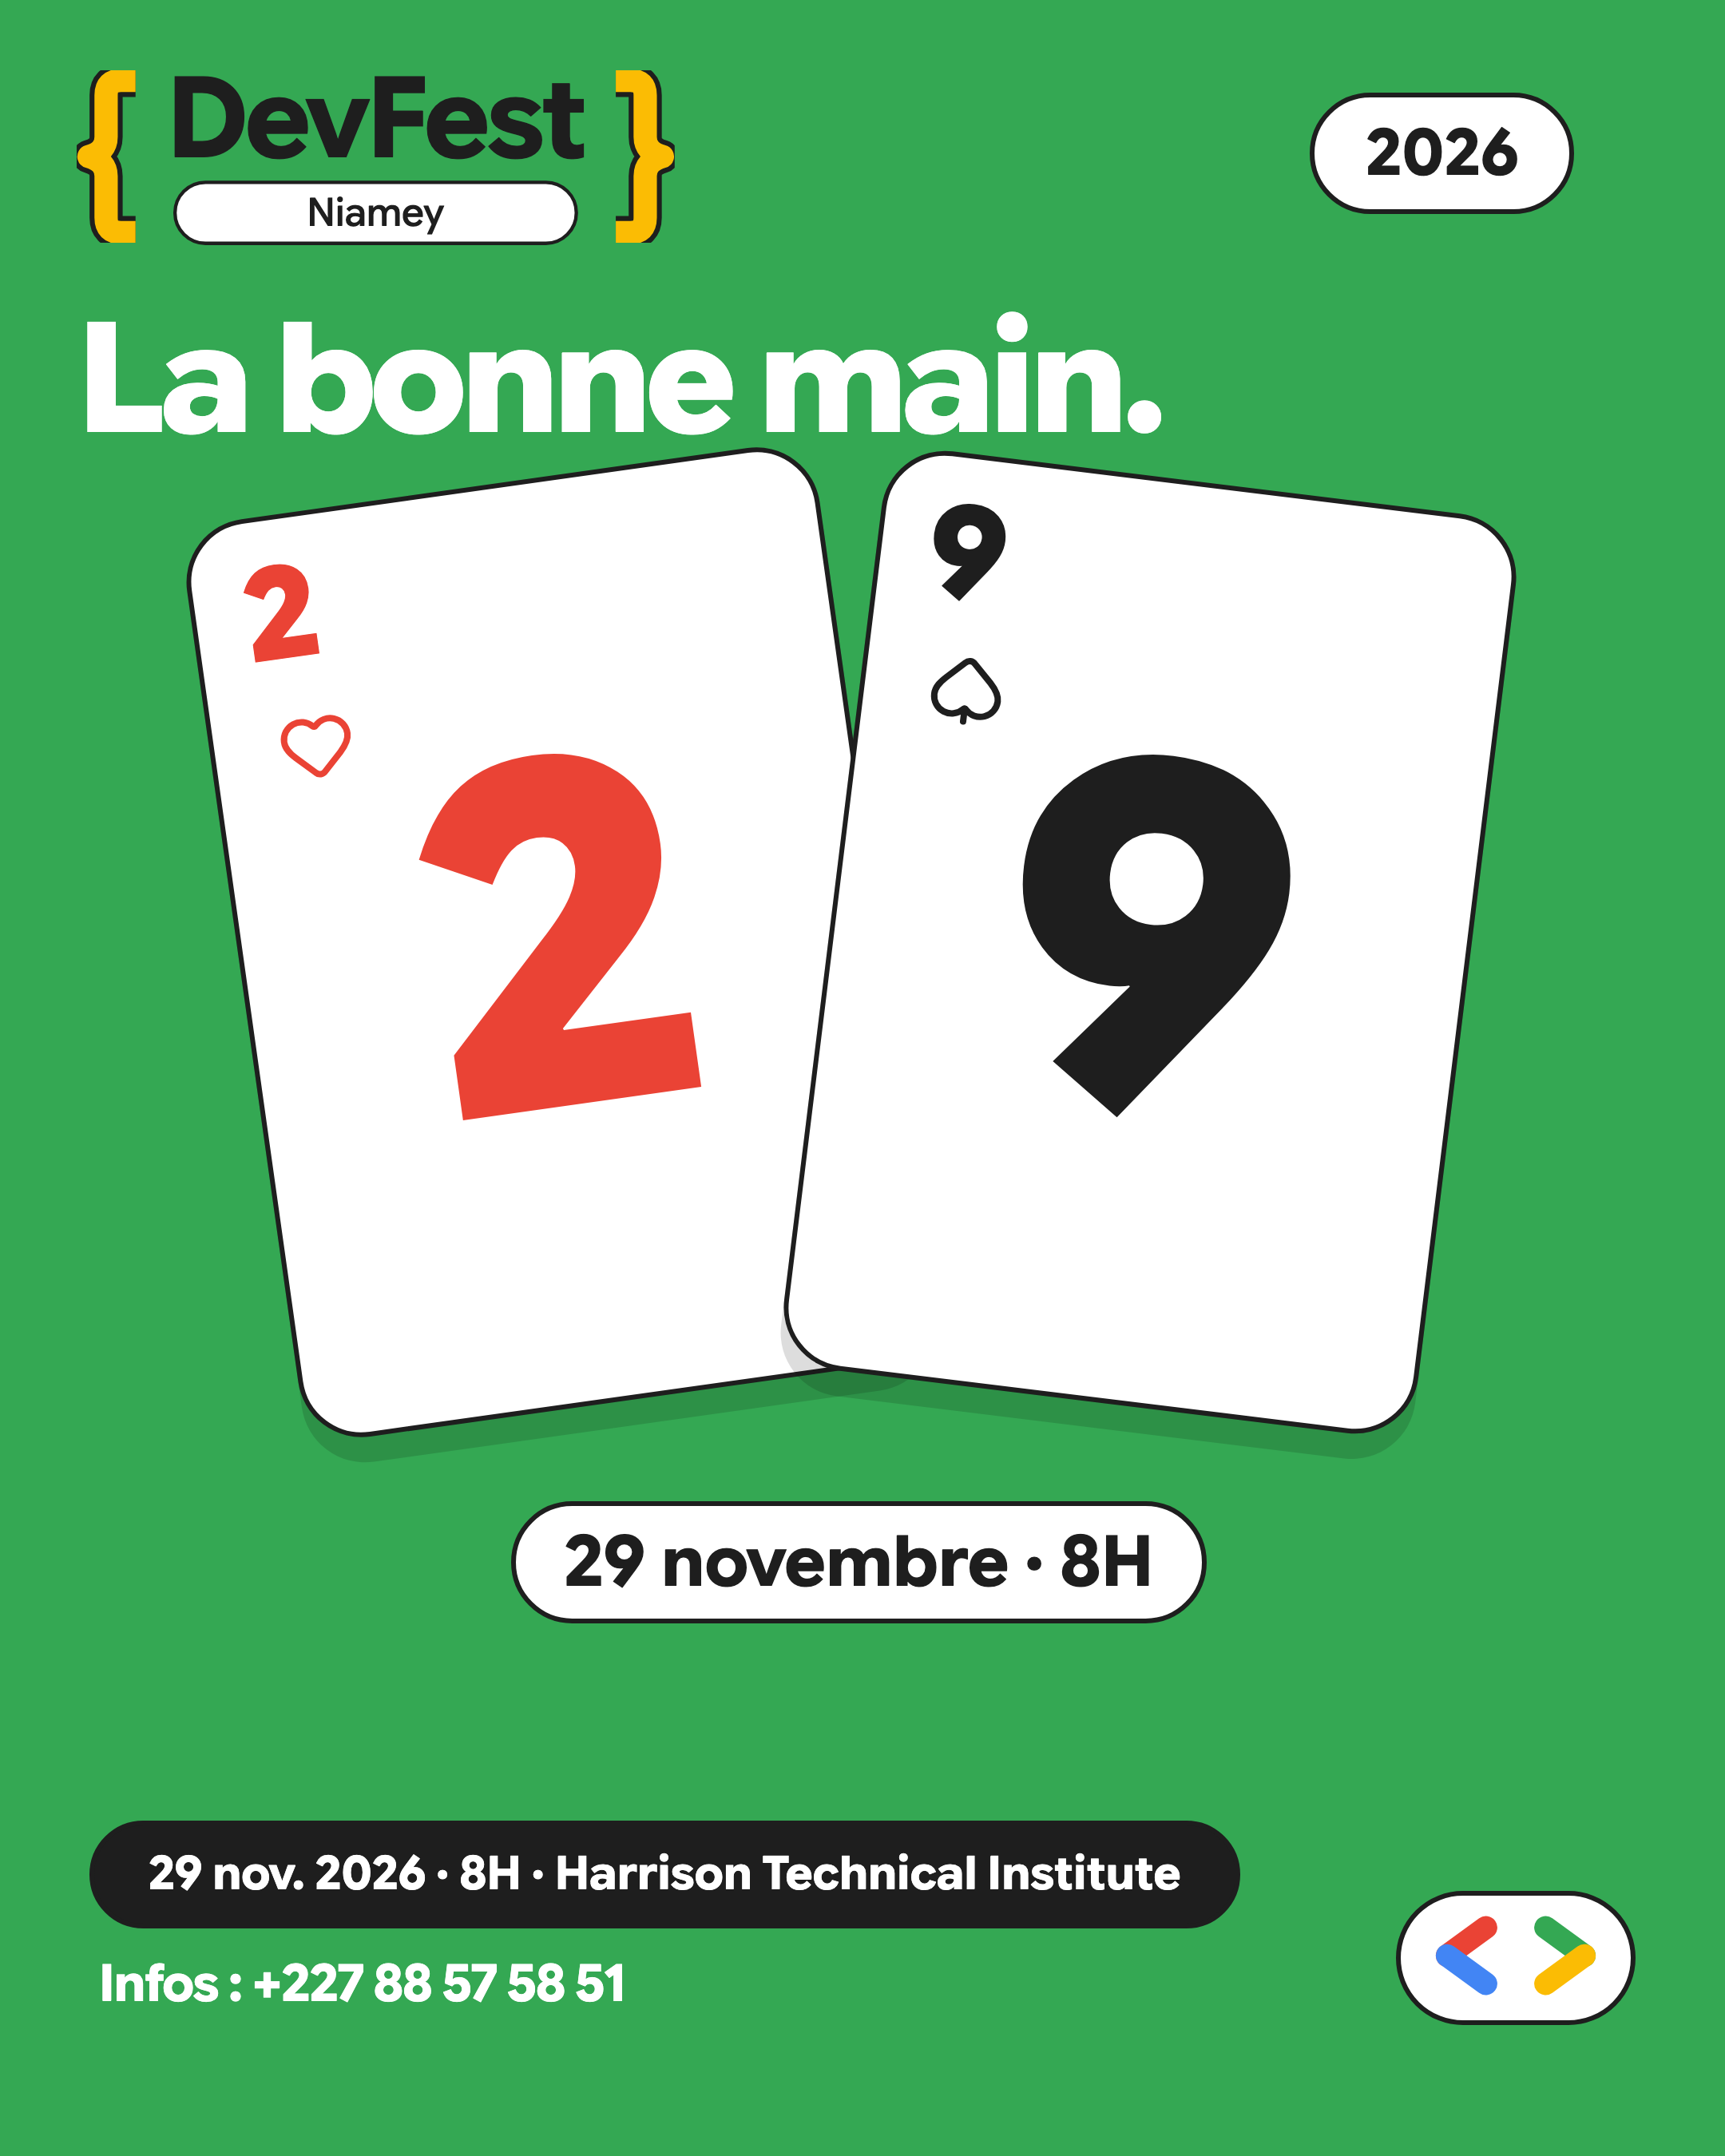 DevFest
Niamey
2026
La bonne main.
2
9
2
9
29 novembre · 8H
29 nov. 2026 · 8H · Harrison Technical Institute
Infos : +227 88 57 58 51